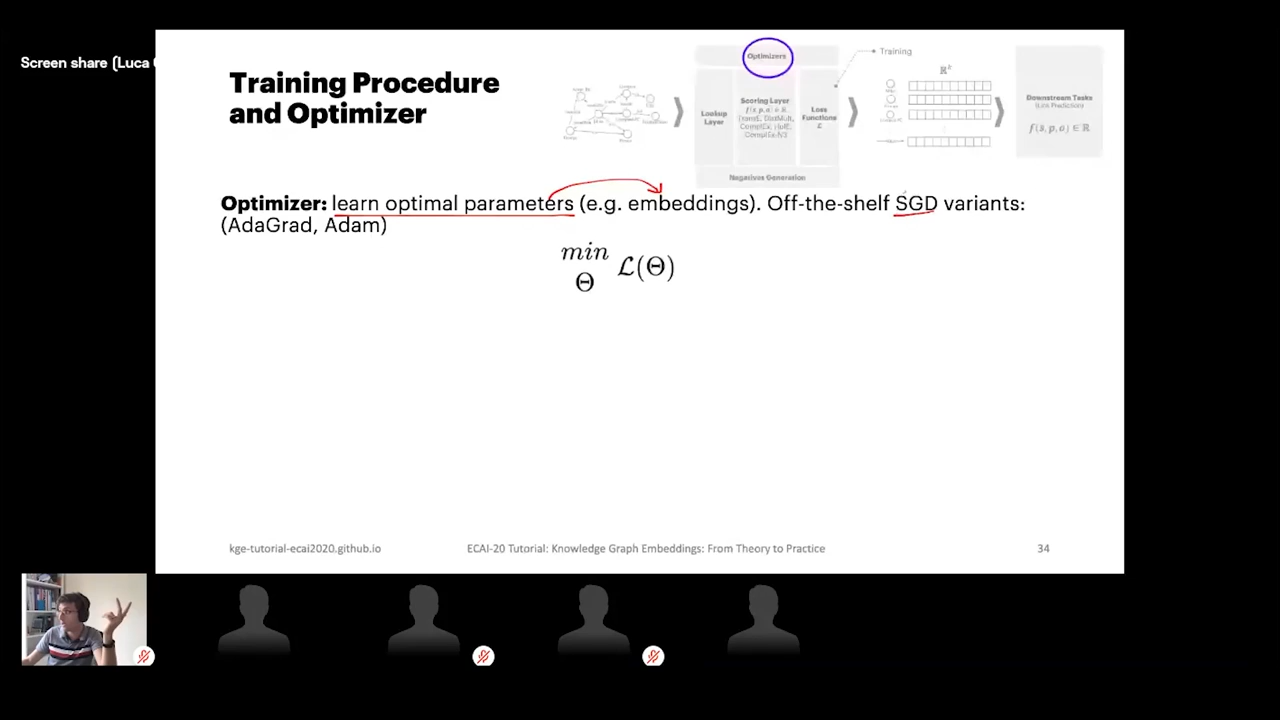 Screen share (Luca
Training Procedure
and Optimizer
Optimizers
Lookup
Layer
Scoring Layer
Loss
Functions
ℒ
Negatives Generation
Training
Downstream Tasks
(Link Prediction)
f(s, p, o) ∈ ℝ
Optimizer: learn optimal parameters (e.g. embeddings). Off-the-shelf SGD variants:
(AdaGrad, Adam)
min ℒ(Θ)
Θ
kge-tutorial-ecai2020.github.io
ECAI-20 Tutorial: Knowledge Graph Embeddings: From Theory to Practice
34